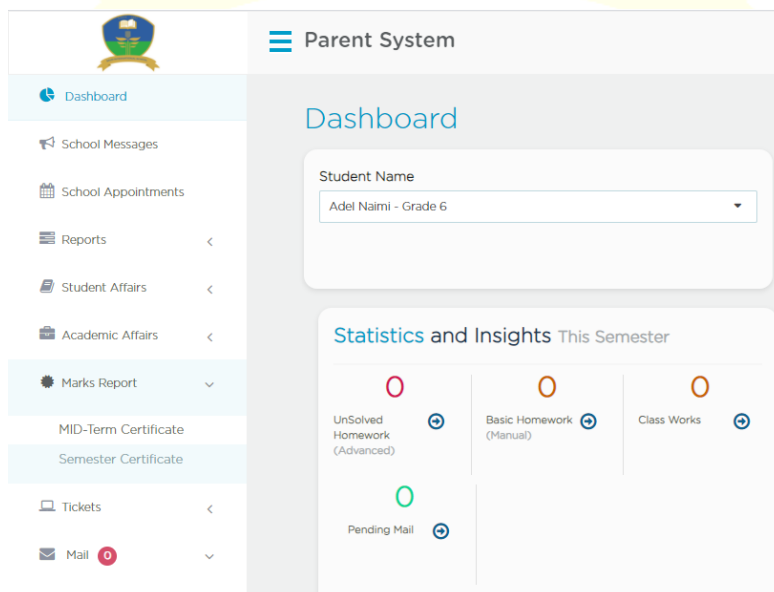 Parent System
Dashboard
School Messages
School Appointments
Reports
Student Affairs
Academic Affairs
Marks Report
MID-Term Certificate
Semester Certificate
Tickets
Mail 0
Dashboard
Student Name
Adel Naimi - Grade 6
Statistics and Insights This Semester
0
UnSolved
Homework
(Advanced)
0
Basic Homework
(Manual)
0
Class Works
0
Pending Mail